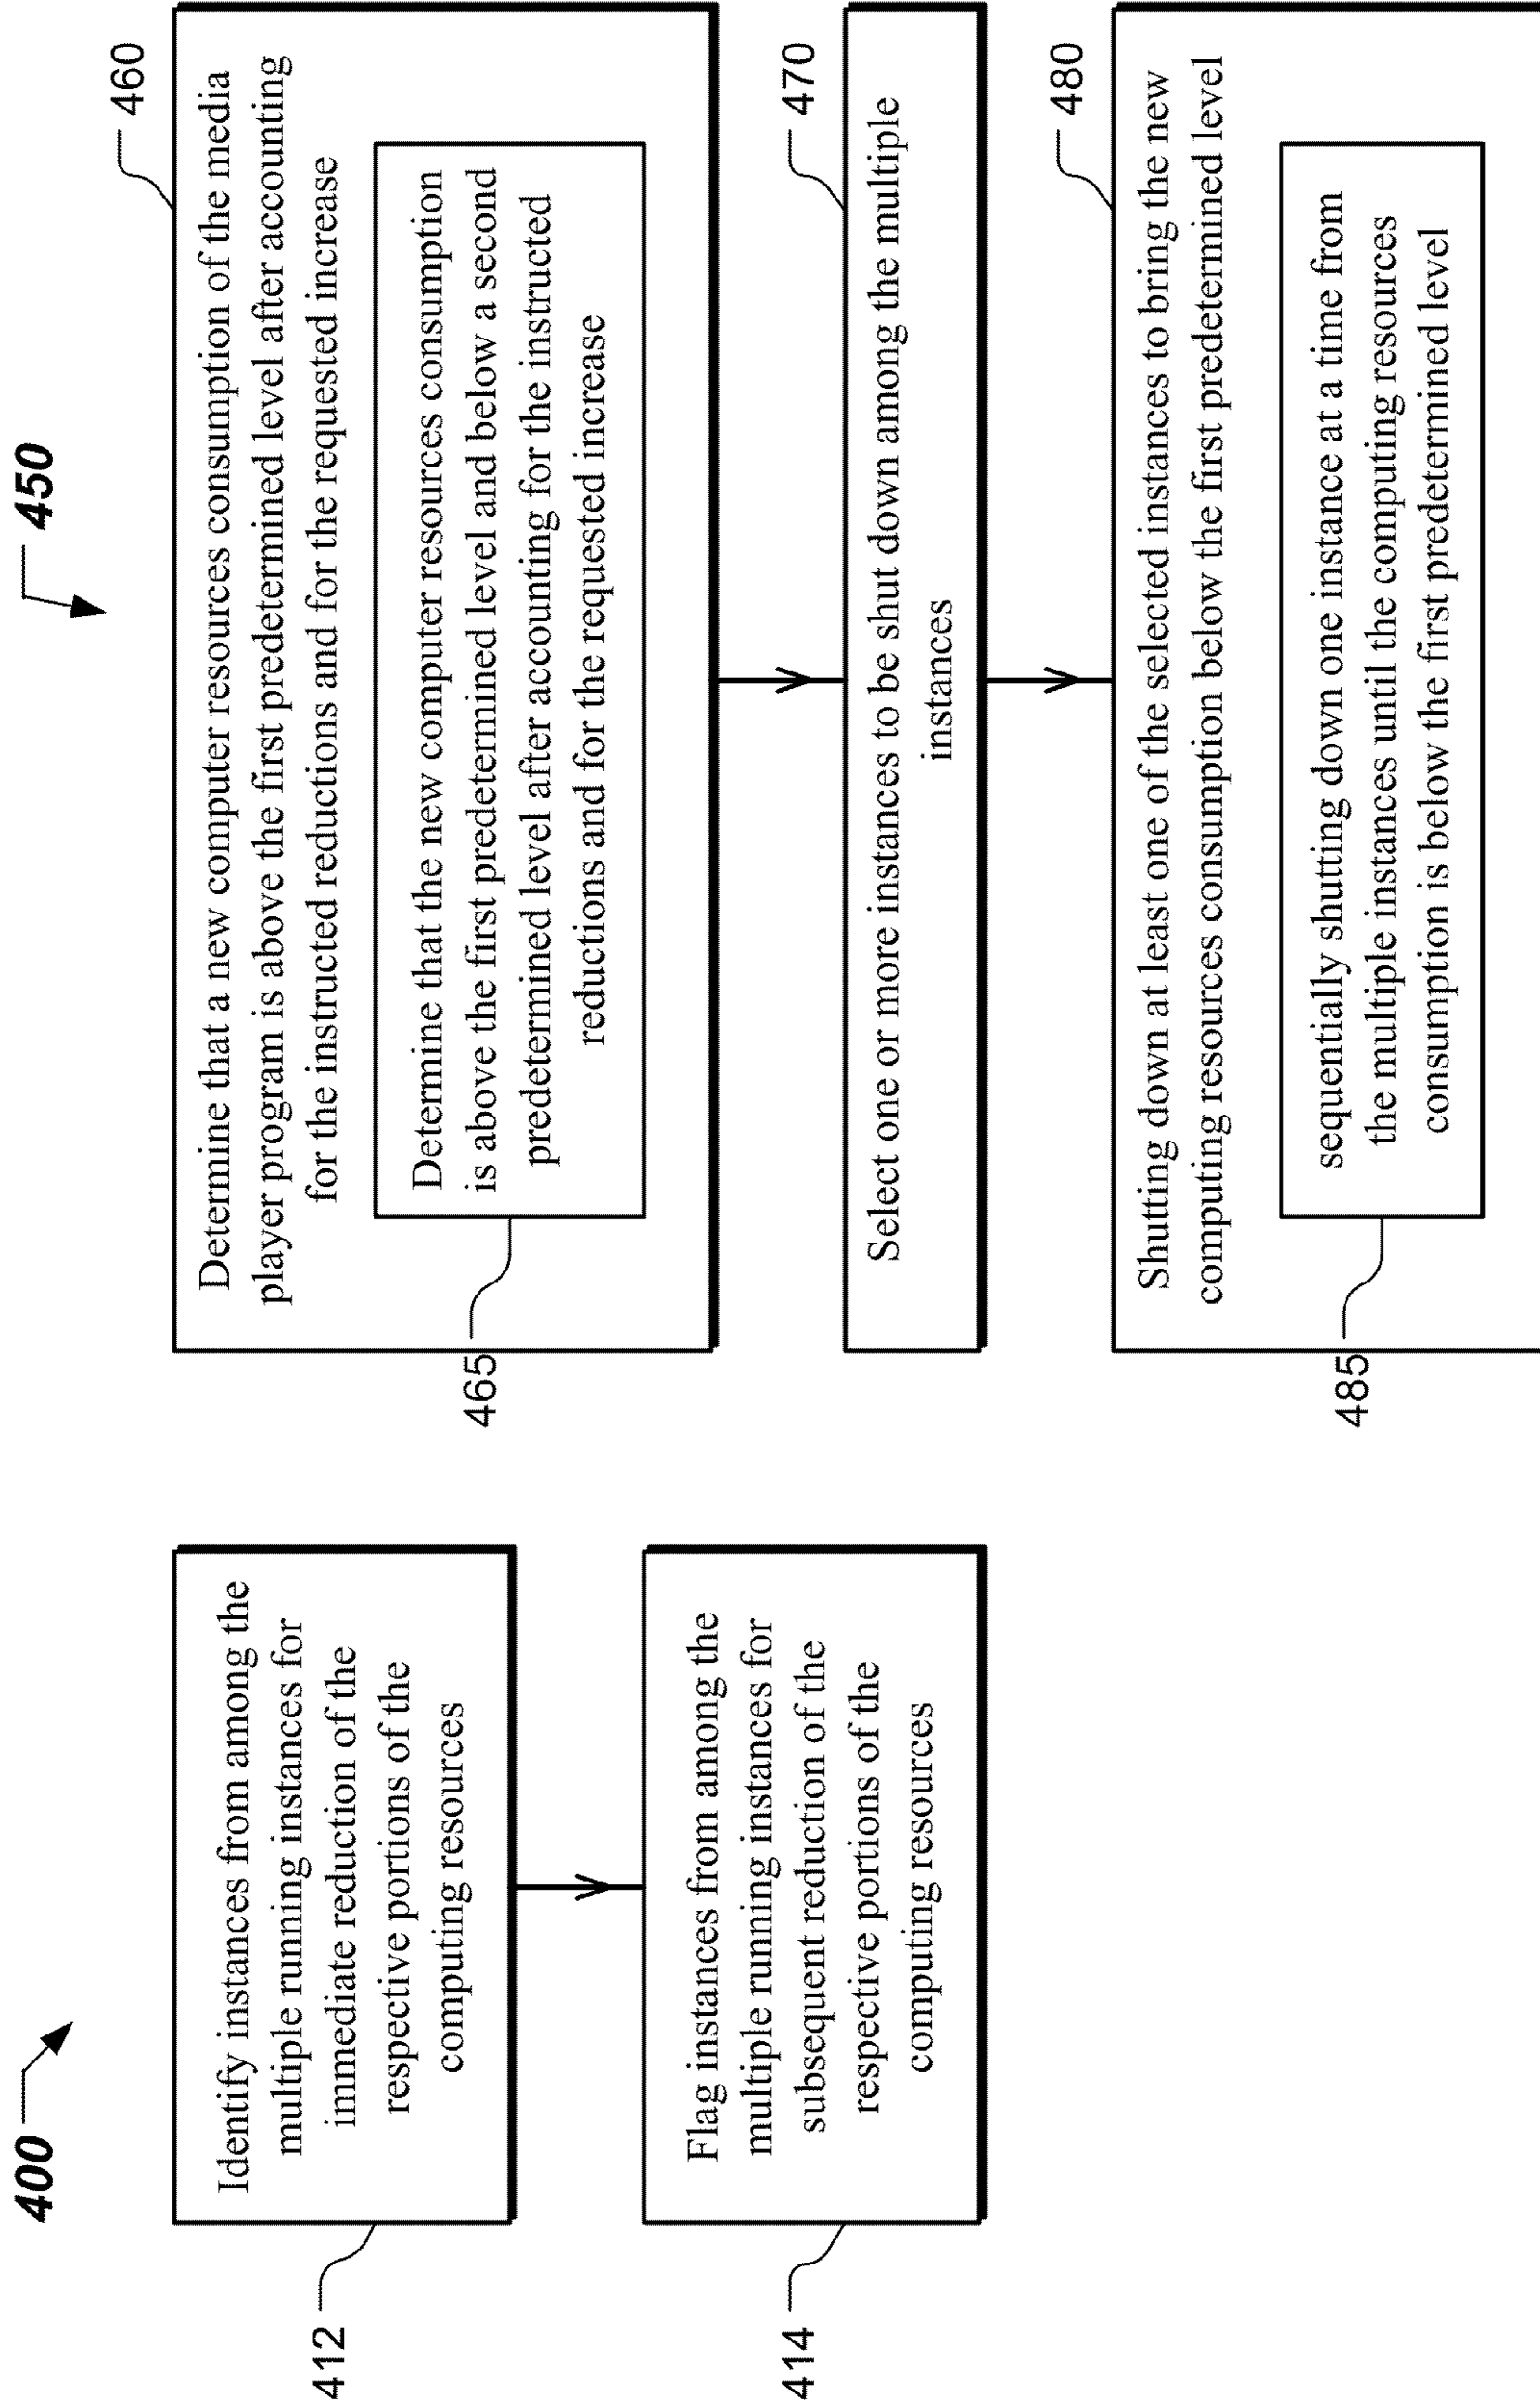 400
412
Identify instances from among the
multiple running instances for
immediate reduction of the
respective portions of the
computing resources
414
Flag instances from among the
multiple running instances for
subsequent reduction of the
respective portions of the
computing resources
450
460
Determine that a new computer resources consumption of the media
player program is above the first predetermined level after accounting
for the instructed reductions and for the requested increase
465
Determine that the new computer resources consumption
is above the first predetermined level and below a second
predetermined level after accounting for the instructed
reductions and for the requested increase
470
Select one or more instances to be shut down among the multiple
instances
480
Shutting down at least one of the selected instances to bring the new
computing resources consumption below the first predetermined level
485
sequentially shutting down one instance at a time from
the multiple instances until the computing resources
consumption is below the first predetermined level